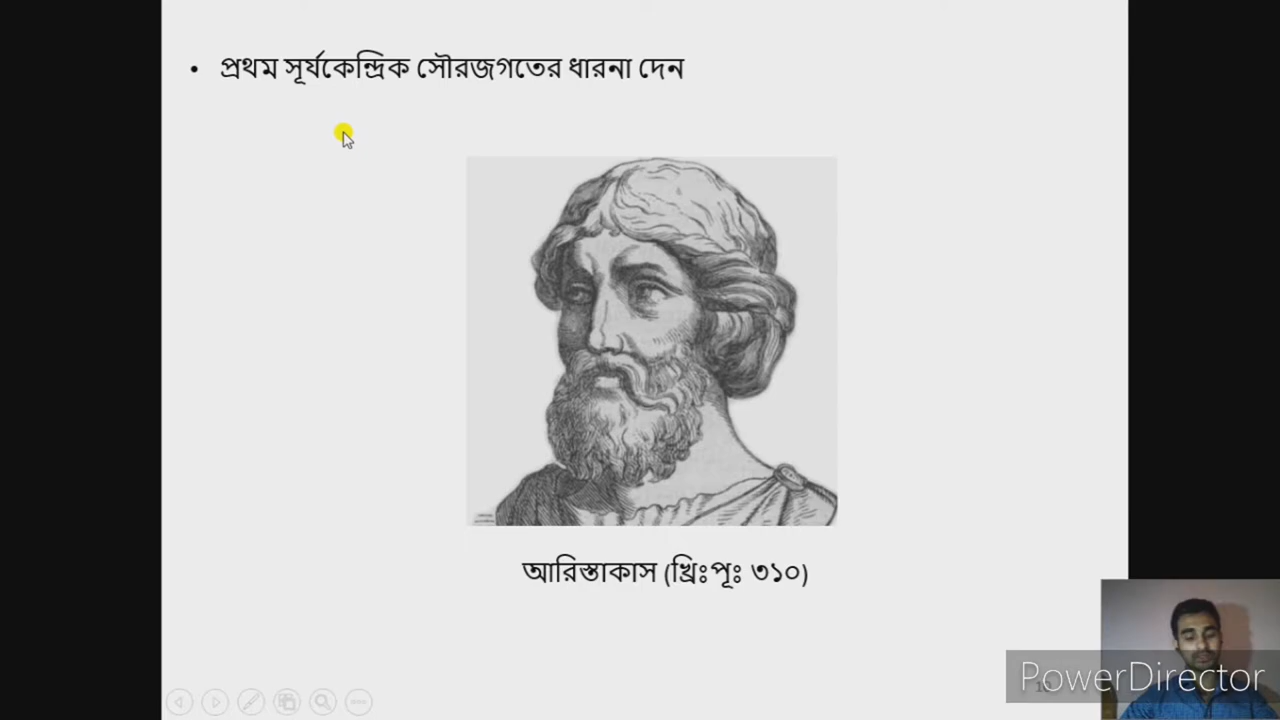 • প্রথম সূর্যকেন্দ্রিক সৌরজগতের ধারনা দেন
আরিস্তাকাস (খ্রিঃপূঃ ৩১০)
PowerDirector